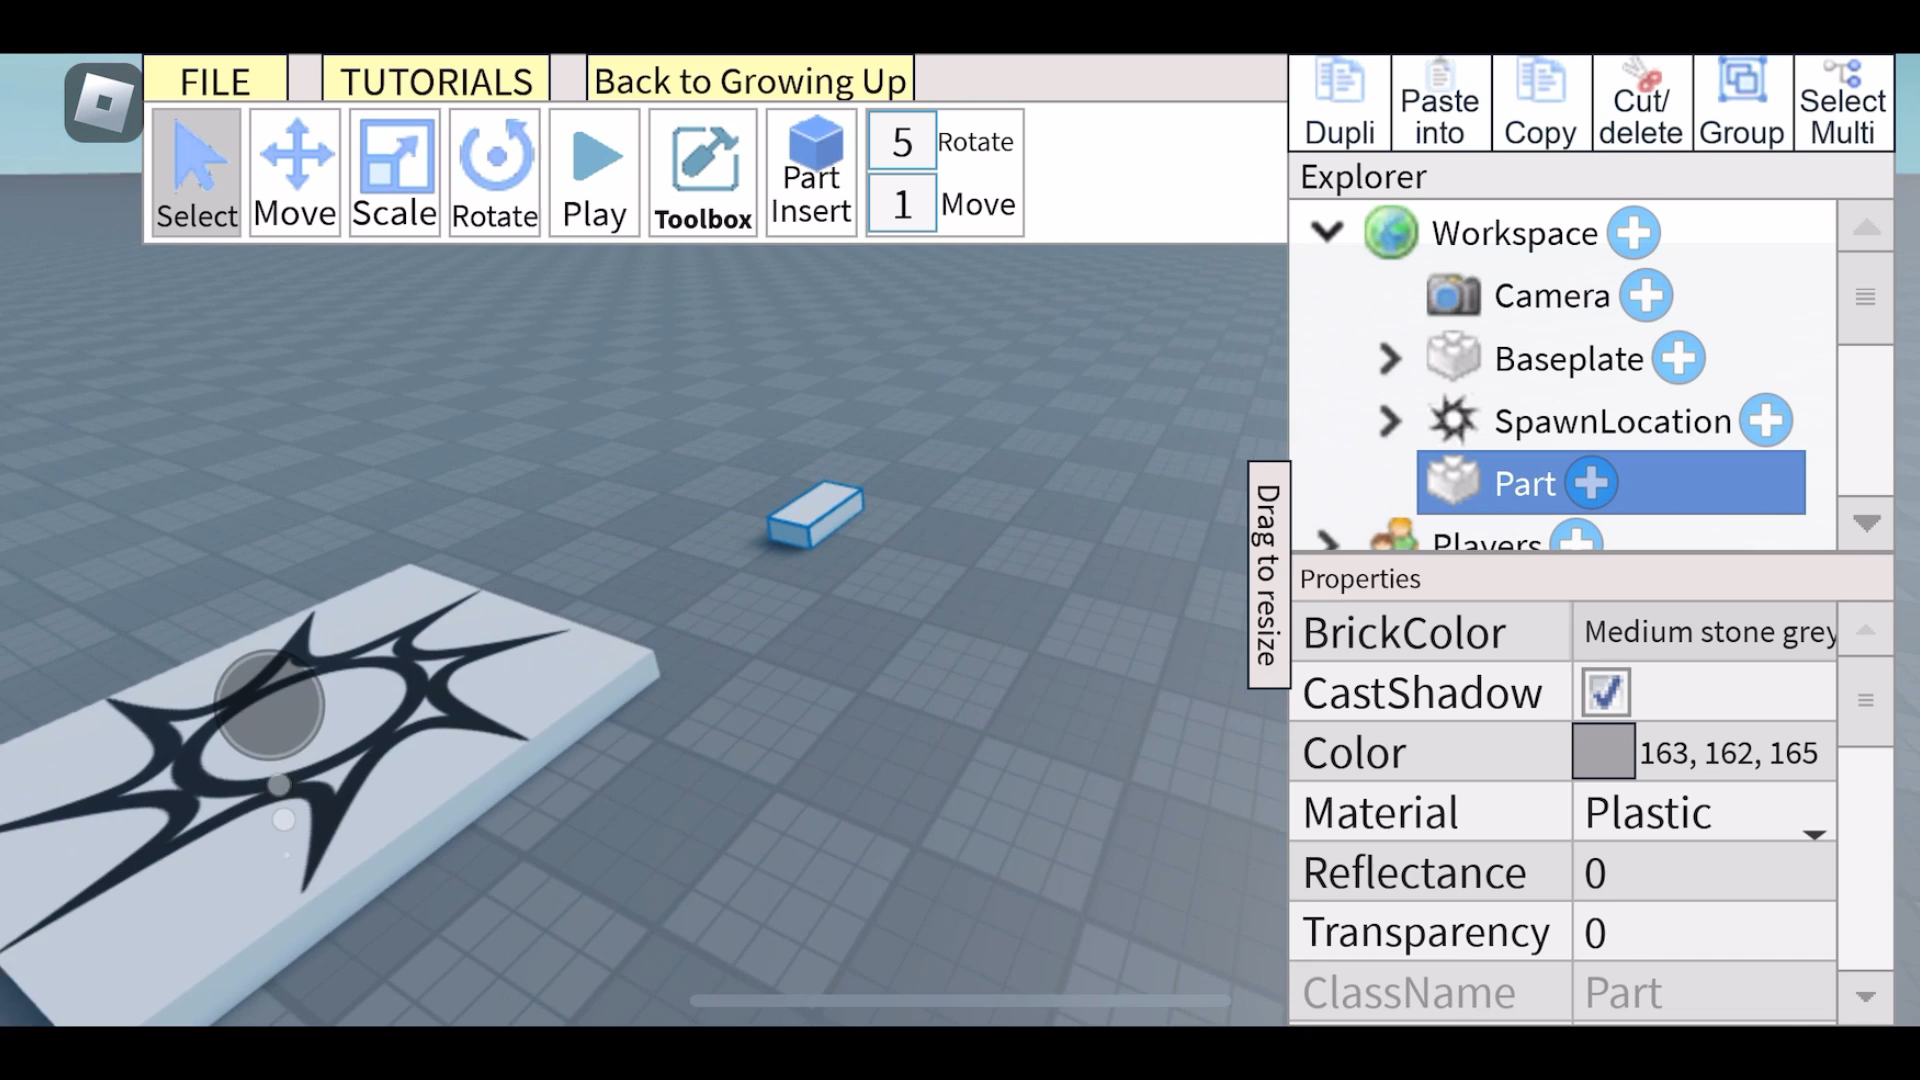 FILE
TUTORIALS
Back to Growing Up
Select
Move
Scale
Rotate
Play
Toolbox
Part
Insert
5 Rotate
1 Move
Dupli
Paste
into
Copy
Cut/
delete
Group
Select
Multi
Explorer
Workspace
Camera
Baseplate
SpawnLocation
Part
Players
Drag to resize
Properties
BrickColor Medium stone grey
CastShadow
Color 163, 162, 165
Material Plastic
Reflectance 0
Transparency 0
ClassName Part